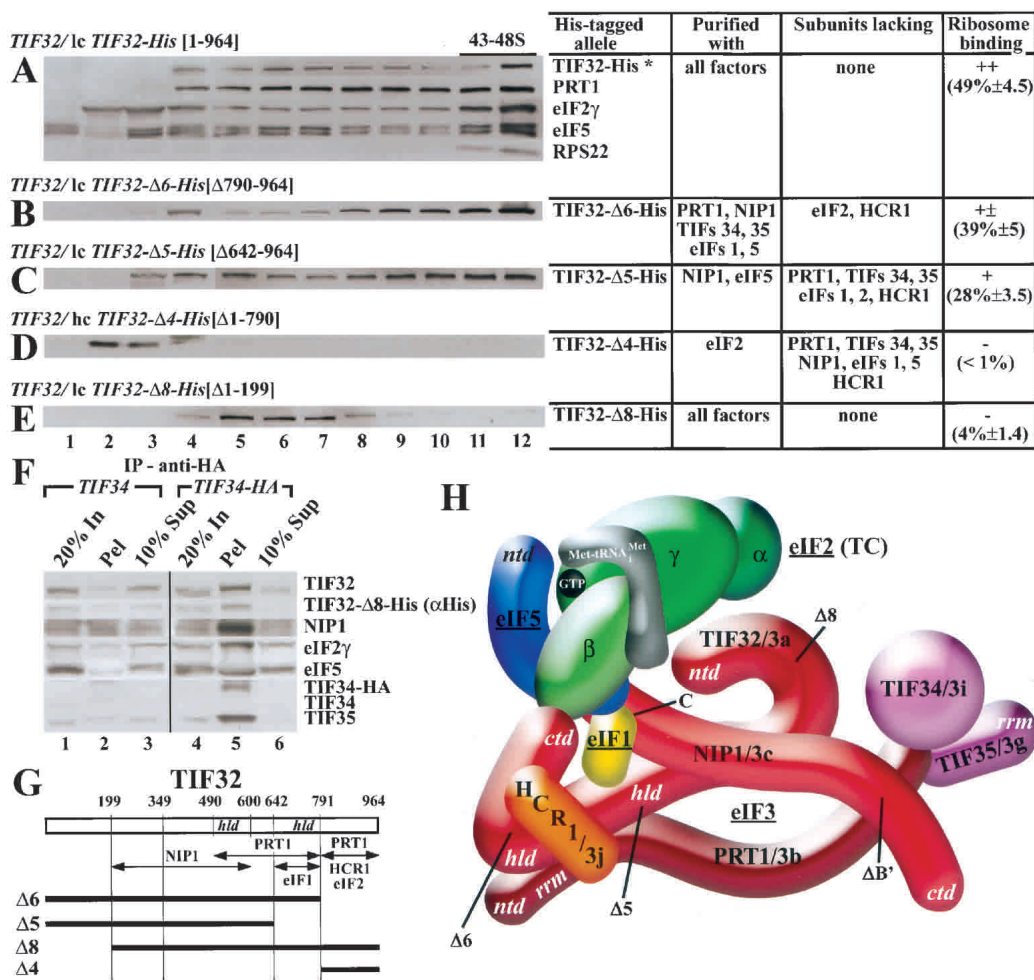 TIF32/ lc TIF32-His [1-964]
43-48S
A
TIF32-His *
PRT1
eIF2γ
eIF5
RPS22
TIF32/ lc TIF32-Δ6-His[Δ790-964]
B
TIF32/ lc TIF32-Δ5-His [Δ642-964]
C
TIF32/ hc TIF32-Δ4-His[Δ1-790]
D
TIF32/ lc TIF32-Δ8-His[Δ1-199]
E
1 2 3 4 5 6 7 8 9 10 11 12
His-tagged allele
Purified with
Subunits lacking
Ribosome binding
all factors
none
++
(49%±4.5)
TIF32-Δ6-His
PRT1, NIP1
TIFs 34, 35
eIFs 1, 5
eIF2, HCR1
+±
(39%±5)
TIF32-Δ5-His
NIP1, eIF5
PRT1, TIFs 34, 35
eIFs 1, 2, HCR1
+
(28%±3.5)
TIF32-Δ4-His
eIF2
PRT1, TIFs 34, 35
NIP1, eIFs 1, 5
HCR1
-
(< 1%)
TIF32-Δ8-His
all factors
none
-
(4%±1.4)
F
IP - anti-HA
TIF34
TIF34-HA
20% In
Pel
10% Sup
20% In
Pel
10% Sup
TIF32
TIF32-Δ8-His (αHis)
NIP1
eIF2γ
eIF5
TIF34-HA
TIF34
TIF35
1 2 3 4 5 6
G
TIF32
199 349 490 600 642 791 964
hld hld
PRT1 PRT1
NIP1
eIF1
HCR1
eIF2
Δ6
Δ5
Δ8
Δ4
H
ntd
Met-tRNAiMet
GTP
γ
α
eIF2 (TC)
eIF5
β
TIF32/3a
Δ8
ntd
TIF34/3i
rrm
TIF35/3g
C
ctd
eIF1
NIP1/3c
HCR1/3j
hld
eIF3
PRT1/3b
ΔB'
hld
rrm
ntd
Δ5
Δ6
ctd